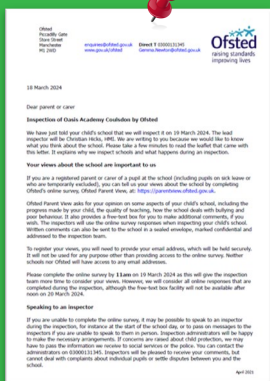 Ofsted
Piccadilly Gate
Store Street
Manchester
M1 2WD
enquiries@ofsted.gov.uk
www.gov.uk/ofsted
Direct T 03000131345
Gemma.Newton@ofsted.gov.uk
Ofsted
raising standards
improving lives
18 March 2024
Dear parent or carer
Inspection of Oasis Academy Coulsdon by Ofsted
We have just told your child's school that we will inspect it on 19 March 2024. The lead
inspector will be Christian Hicks, HMI. We are writing to you because we would like to know
what you think about the school. Please take a few minutes to read the leaflet that came with
this letter. It explains why we inspect schools and what happens during an inspection.
Your views about the school are important to us
If you are a registered parent or carer of a pupil at the school (including pupils on sick leave or
who are temporarily excluded), you can tell us your views about the school by completing
Ofsted's online survey, Ofsted Parent View, at: https://parentview.ofsted.gov.uk.
Ofsted Parent View asks for your opinion on some aspects of your child's school, including the
progress made by your child, the quality of teaching, how the school deals with bullying and
poor behaviour. It also provides a free-text box for you to make additional comments, if you
wish. The inspectors will use the online survey responses when inspecting your child's school.
Written comments can also be sent to the school in a sealed envelope, marked confidential and
addressed to the inspection team.
To register your views, you will need to provide your email address, which will be held securely.
It will not be used for any purpose other than providing access to the online survey. Neither
schools nor Ofsted will have access to any email addresses.
Please complete the online survey by 11am on 19 March 2024 as this will give the inspection
team more time to consider your views. However, we will consider all online responses that are
completed during the inspection, although the free-text box facility will not be available after
noon on 20 March 2024.
Speaking to an inspector
If you are unable to complete the online survey, it may be possible to speak to an inspector
during the inspection, for instance at the start of the school day, or to pass on messages to the
inspectors if you are unable to speak to them in person. Inspection administrators will be happy
to make the necessary arrangements. If concerns are raised about child protection, we may
have to pass the information we receive to social services or the police. You can contact the
administrators on 03000131345. Inspectors will be pleased to receive your comments, but
cannot deal with complaints about individual pupils or settle disputes between you and the
school.
April 2021